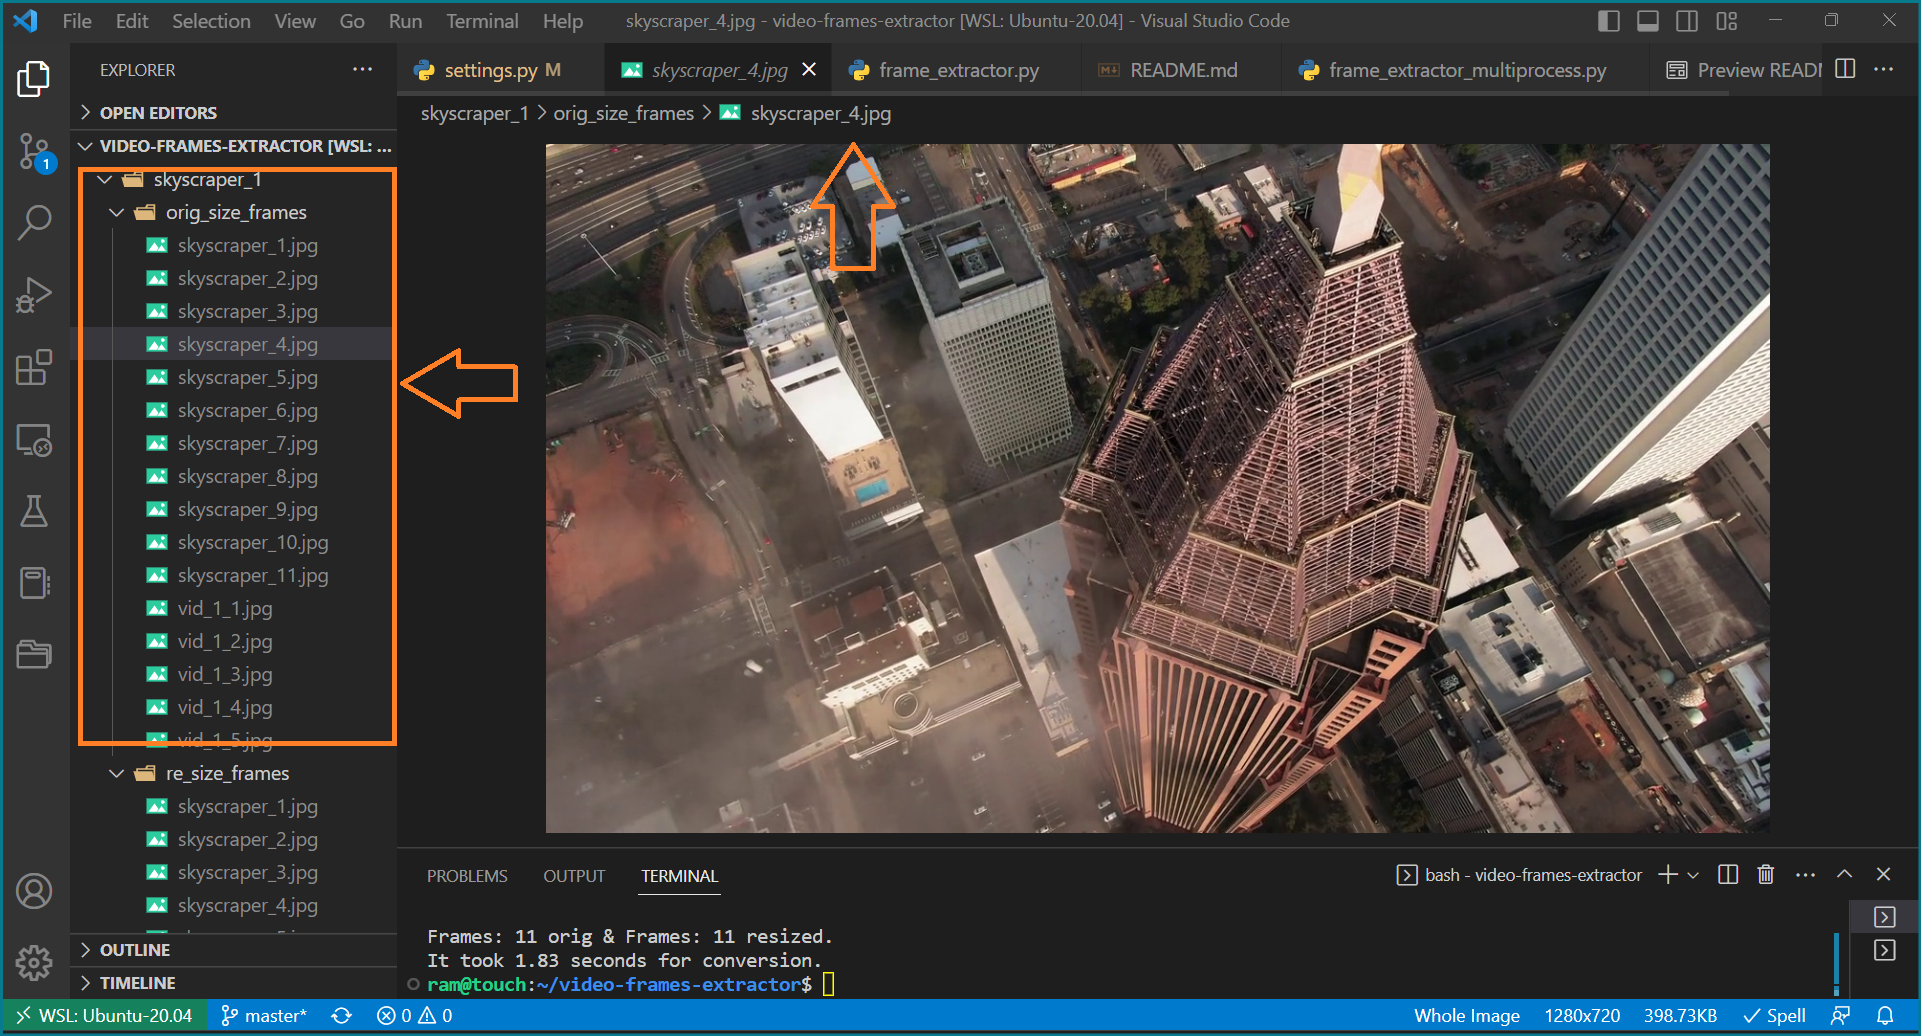 File Edit Selection View Go Run Terminal Help
skyscraper_4.jpg - video-frames-extractor [WSL: Ubuntu-20.04] - Visual Studio Code
EXPLORER
OPEN EDITORS
VIDEO-FRAMES-EXTRACTOR [WSL: ...
skyscraper_1
orig_size_frames
skyscraper_1.jpg
skyscraper_2.jpg
skyscraper_3.jpg
skyscraper_4.jpg
skyscraper_5.jpg
skyscraper_6.jpg
skyscraper_7.jpg
skyscraper_8.jpg
skyscraper_9.jpg
skyscraper_10.jpg
skyscraper_11.jpg
vid_1_1.jpg
vid_1_2.jpg
vid_1_3.jpg
vid_1_4.jpg
vid_1_5.jpg
re_size_frames
skyscraper_1.jpg
skyscraper_2.jpg
skyscraper_3.jpg
skyscraper_4.jpg
OUTLINE
TIMELINE
1
settings.py M
skyscraper_4.jpg
frame_extractor.py
README.md
frame_extractor_multiprocess.py
Preview READ
skyscraper_1 > orig_size_frames > skyscraper_4.jpg
PROBLEMS OUTPUT TERMINAL
bash - video-frames-extractor
Frames: 11 orig & Frames: 11 resized.
It took 1.83 seconds for conversion.
ram@touch:~/video-frames-extractor$
WSL: Ubuntu-20.04 master* 0 0
Whole Image 1280x720 398.73KB Spell